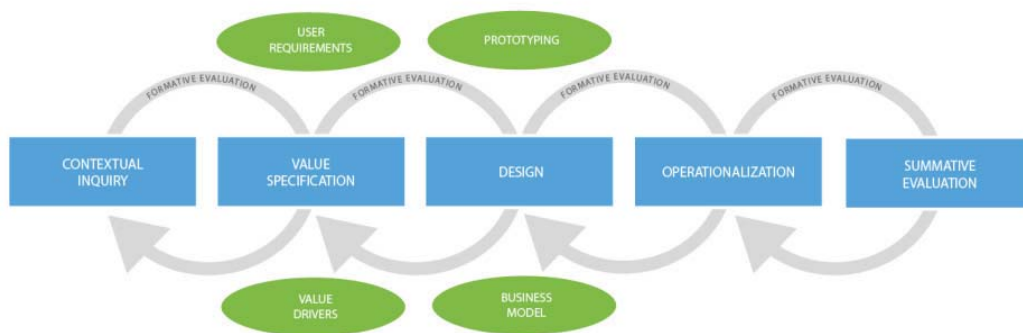 USER
REQUIREMENTS
PROTOTYPING
FORMATIVE EVALUATION
FORMATIVE EVALUATION
FORMATIVE EVALUATION
FORMATIVE EVALUATION
CONTEXTUAL
INQUIRY
VALUE
SPECIFICATION
DESIGN
OPERATIONALIZATION
SUMMATIVE
EVALUATION
VALUE
DRIVERS
BUSINESS
MODEL